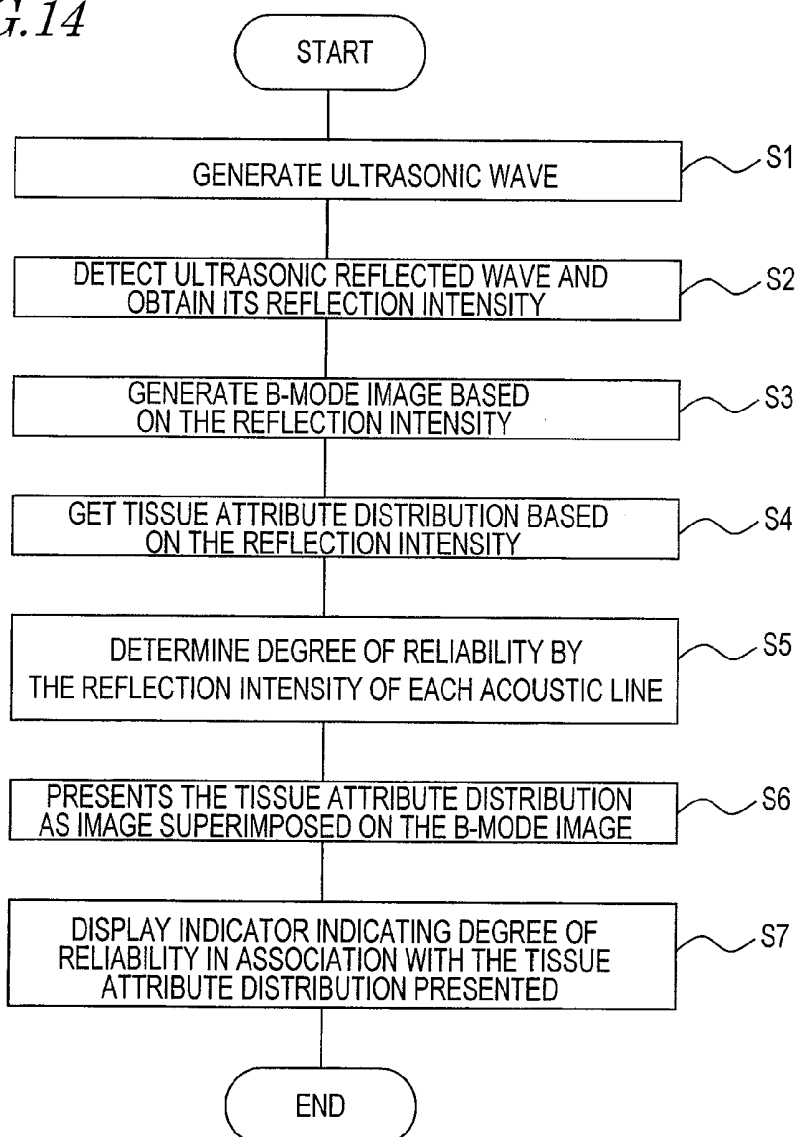 G.14
START
GENERATE ULTRASONIC WAVE
S1
DETECT ULTRASONIC REFLECTED WAVE AND
OBTAIN ITS REFLECTION INTENSITY
S2
GENERATE B-MODE IMAGE BASED
ON THE REFLECTION INTENSITY
S3
GET TISSUE ATTRIBUTE DISTRIBUTION BASED
ON THE REFLECTION INTENSITY
S4
DETERMINE DEGREE OF RELIABILITY BY
THE REFLECTION INTENSITY OF EACH ACOUSTIC LINE
S5
PRESENTS THE TISSUE ATTRIBUTE DISTRIBUTION
AS IMAGE SUPERIMPOSED ON THE B-MODE IMAGE
S6
DISPLAY INDICATOR INDICATING DEGREE OF
RELIABILITY IN ASSOCIATION WITH THE TISSUE
ATTRIBUTE DISTRIBUTION PRESENTED
S7
END